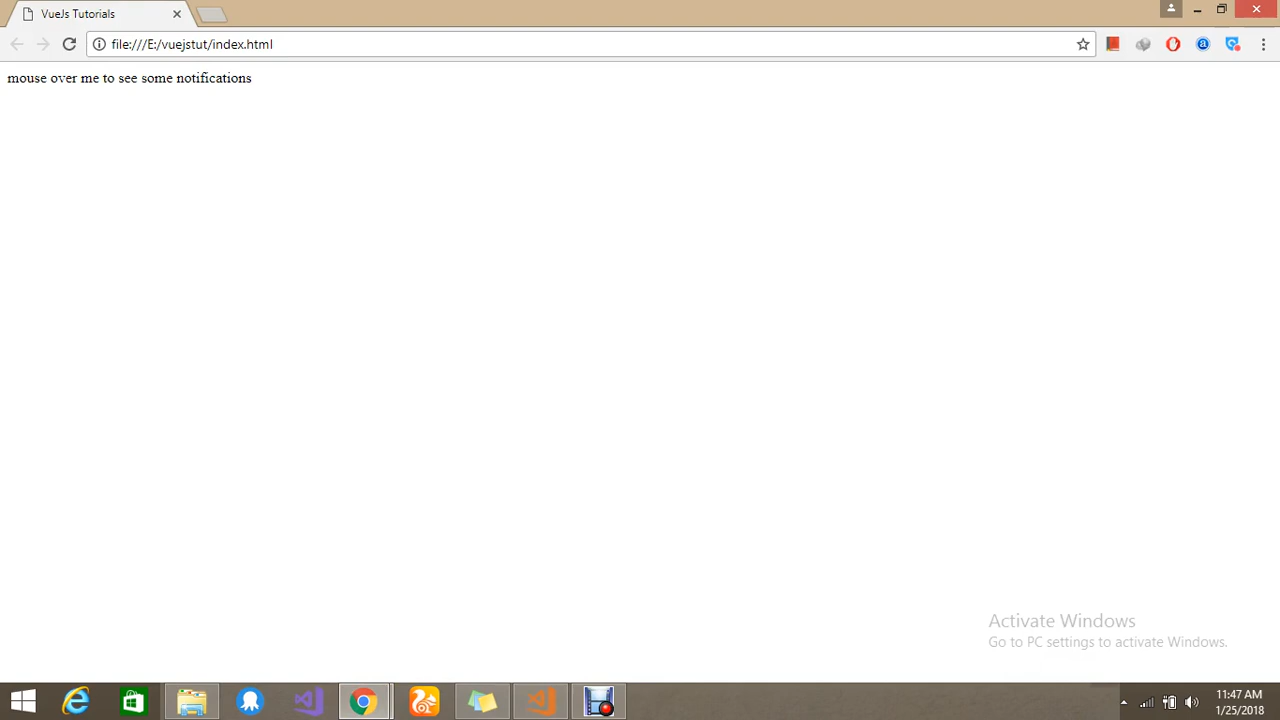 VueJs Tutorials
file:///E:/vuejstut/index.html
mouse over me to see some notifications
Activate Windows
Go to PC settings to activate Windows.
11:47 AM
1/25/2018